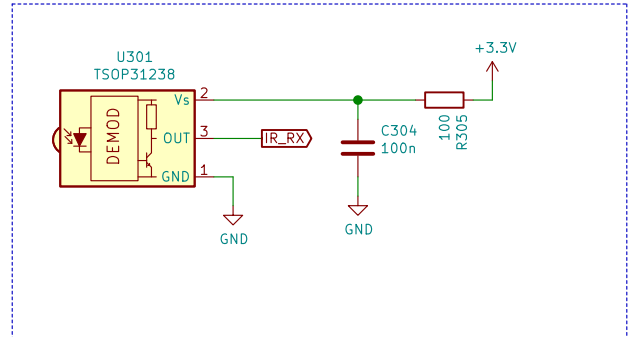 +3.3V
U301
TSOP31238
Vs
2
OUT
3
GND
1
DEMOD
IR_RX
C304
100n
100
R305
GND
GND